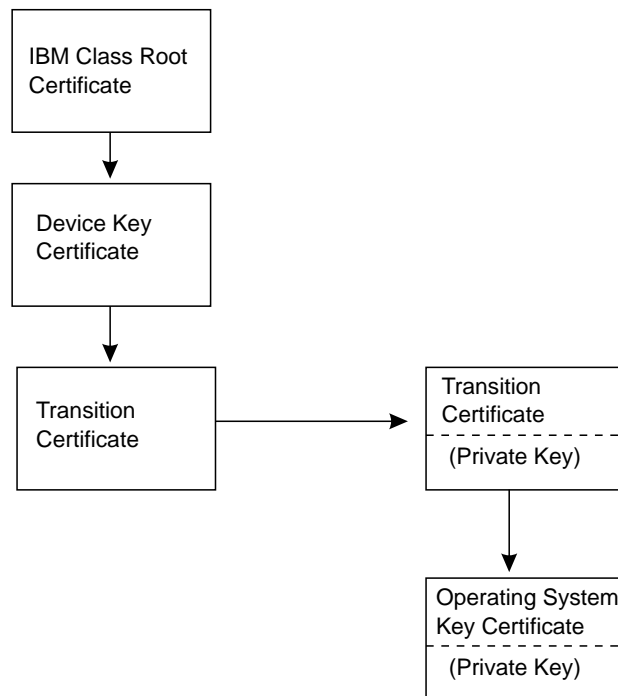 IBM Class Root
Certificate
Device Key
Certificate
Transition
Certificate
Transition
Certificate
(Private Key)
Operating System
Key Certificate
(Private Key)